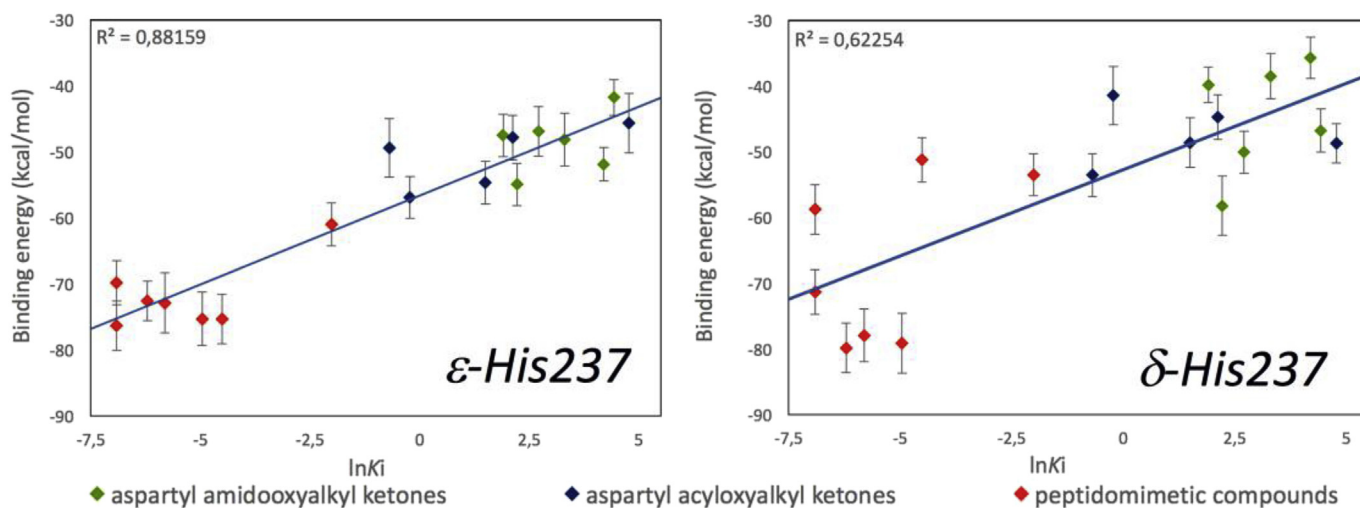 R² = 0,88159
Binding energy (kcal/mol)
-30
-40
-50
-60
-70
-80
-90
-7,5
-5
-2,5
0
2,5
5
lnKi
ε-His237
R² = 0,62254
Binding energy (kcal/mol)
-30
-40
-50
-60
-70
-80
-90
-7,5
-5
-2,5
0
2,5
5
lnKi
δ-His237
aspartyl amidooxyalkyl ketones
aspartyl acyloxyalkyl ketones
peptidomimetic compounds